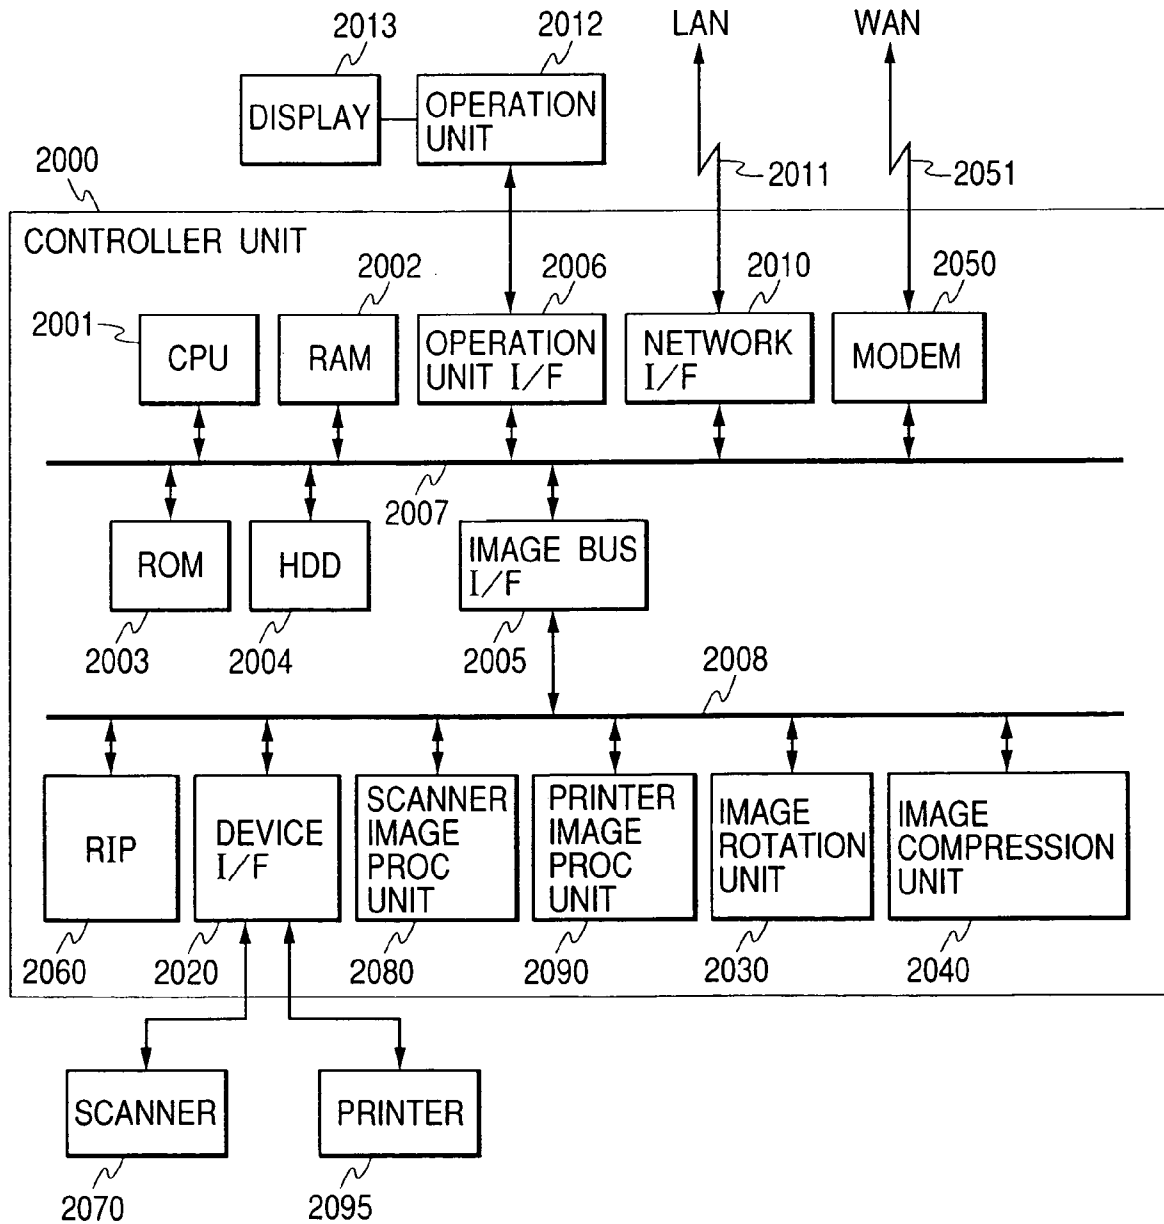 2013
2012
LAN
WAN
DISPLAY
OPERATION
UNIT
2000
2011
2051
CONTROLLER UNIT
2002
2006
2010
2050
2001
CPU
RAM
OPERATION
UNIT I/F
NETWORK
I/F
MODEM
2007
ROM
HDD
IMAGE BUS
I/F
2003
2004
2005
2008
RIP
DEVICE
I/F
SCANNER
IMAGE
PROC
UNIT
PRINTER
IMAGE
PROC
UNIT
IMAGE
ROTATION
UNIT
IMAGE
COMPRESSION
UNIT
2060
2020
2080
2090
2030
2040
SCANNER
PRINTER
2070
2095